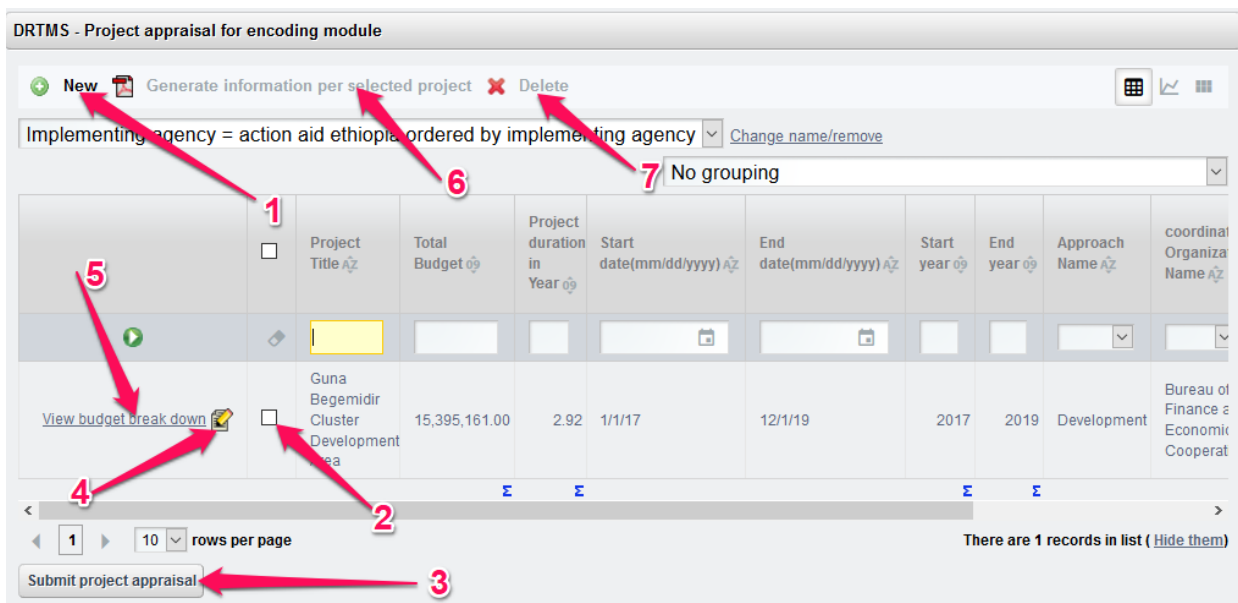 DRTMS - Project appraisal for encoding module
New Generate information per selected project Delete
Implementing agency = action aid ethiopia ordered by implementing agency Change name/remove
No grouping
1
6
7
5
Project
Title
Total
Budget
Project
duration
in
Year
Start
date(mm/dd/yyyy)
End
date(mm/dd/yyyy)
Start
year
End
year
Approach
Name
coordinat
Organiza
Name
View budget break down
Guna
Begemidir
Cluster
Development
Area
15,395,161.00
2.92
1/1/17
12/1/19
2017
2019
Development
Bureau of
Finance a
Economic
Cooperat
Σ Σ Σ Σ
4
2
1 10 rows per page There are 1 records in list ( Hide them)
Submit project appraisal
3